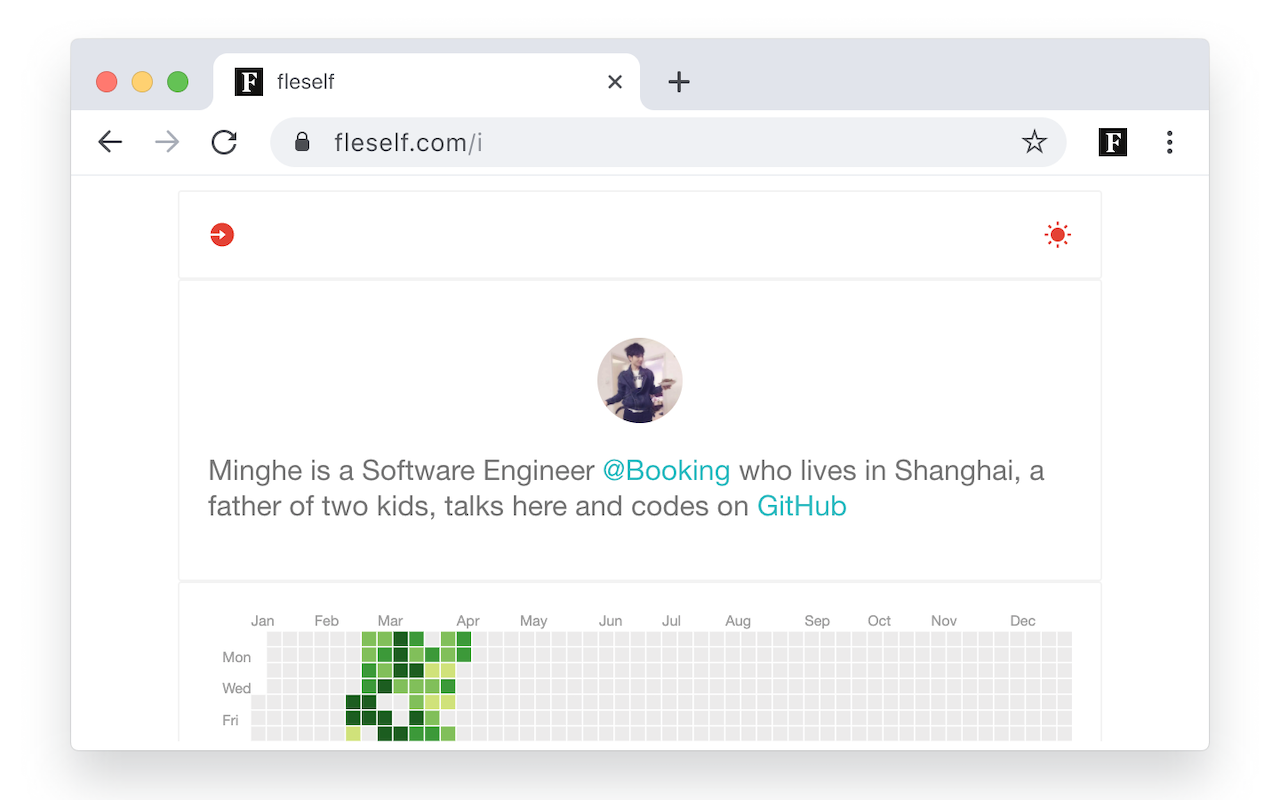 F fleself
fleself.com/i F
Minghe is a Software Engineer @Booking who lives in Shanghai, a
father of two kids, talks here and codes on GitHub
Jan Feb Mar Apr May Jun Jul Aug Sep Oct Nov Dec
Mon
Wed
Fri